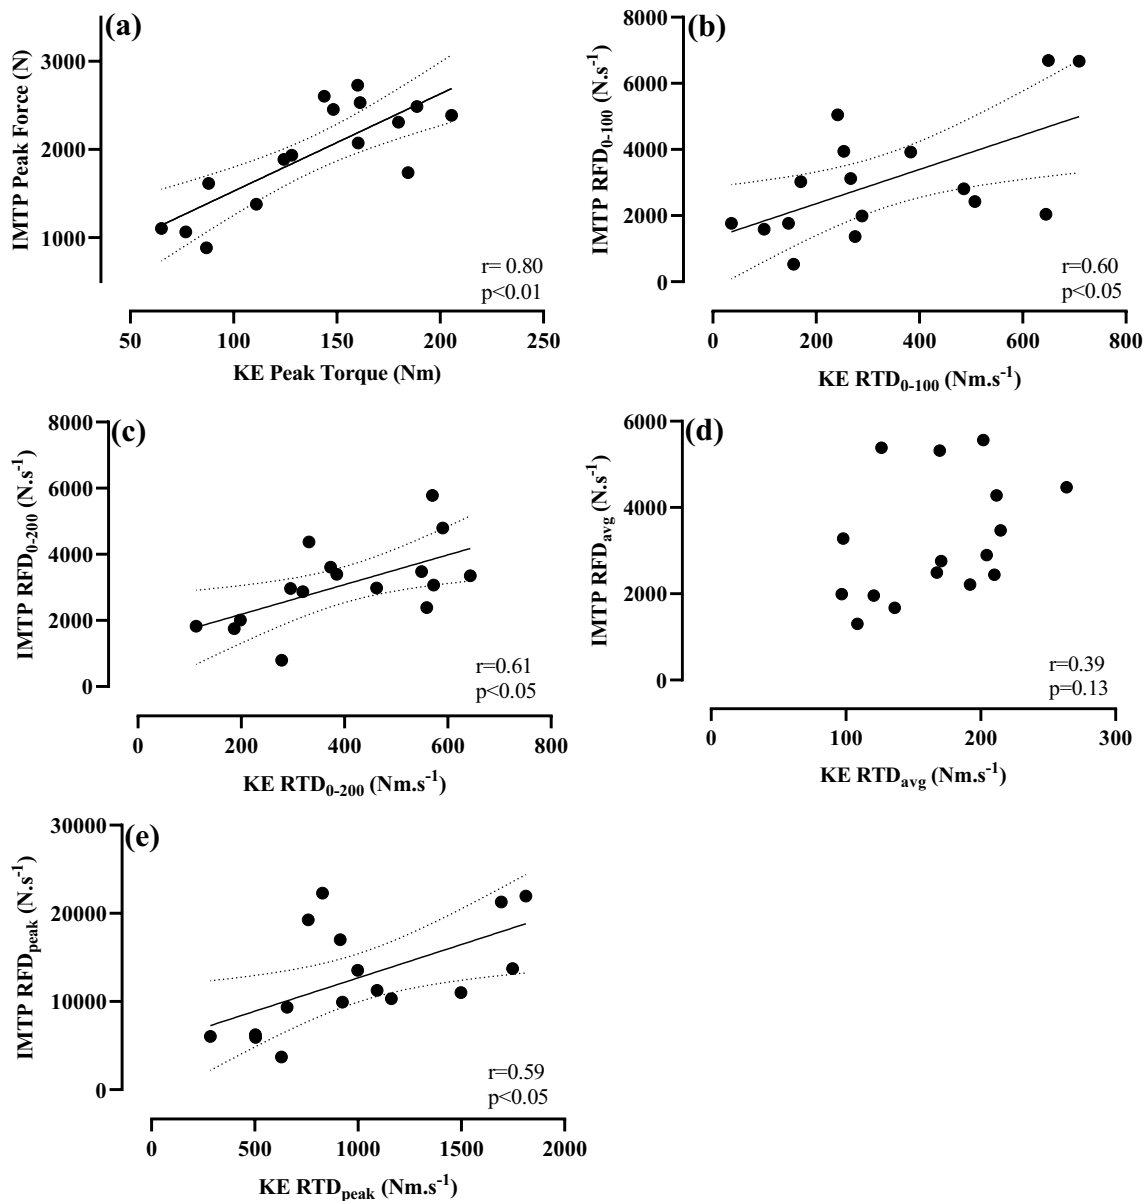 (a)
IMTP Peak Force (N)
3000
2000
1000
r= 0.80
p<0.01
50 100 150 200 250
KE Peak Torque (Nm)
(b)
IMTP RFD0-100 (N.s-1)
8000
6000
4000
2000
0
r=0.60
p<0.05
0 200 400 600 800
KE RTD0-100 (Nm.s-1)
(c)
IMTP RFD0-200 (N.s-1)
8000
6000
4000
2000
0
r=0.61
p<0.05
0 200 400 600 800
KE RTD0-200 (Nm.s-1)
(d)
IMTP RFDavg (N.s-1)
6000
4000
2000
0
r=0.39
p=0.13
0 100 200 300
KE RTDavg (Nm.s-1)
(e)
IMTP RFDpeak (N.s-1)
30000
20000
10000
0
r=0.59
p<0.05
0 500 1000 1500 2000
KE RTDpeak (Nm.s-1)